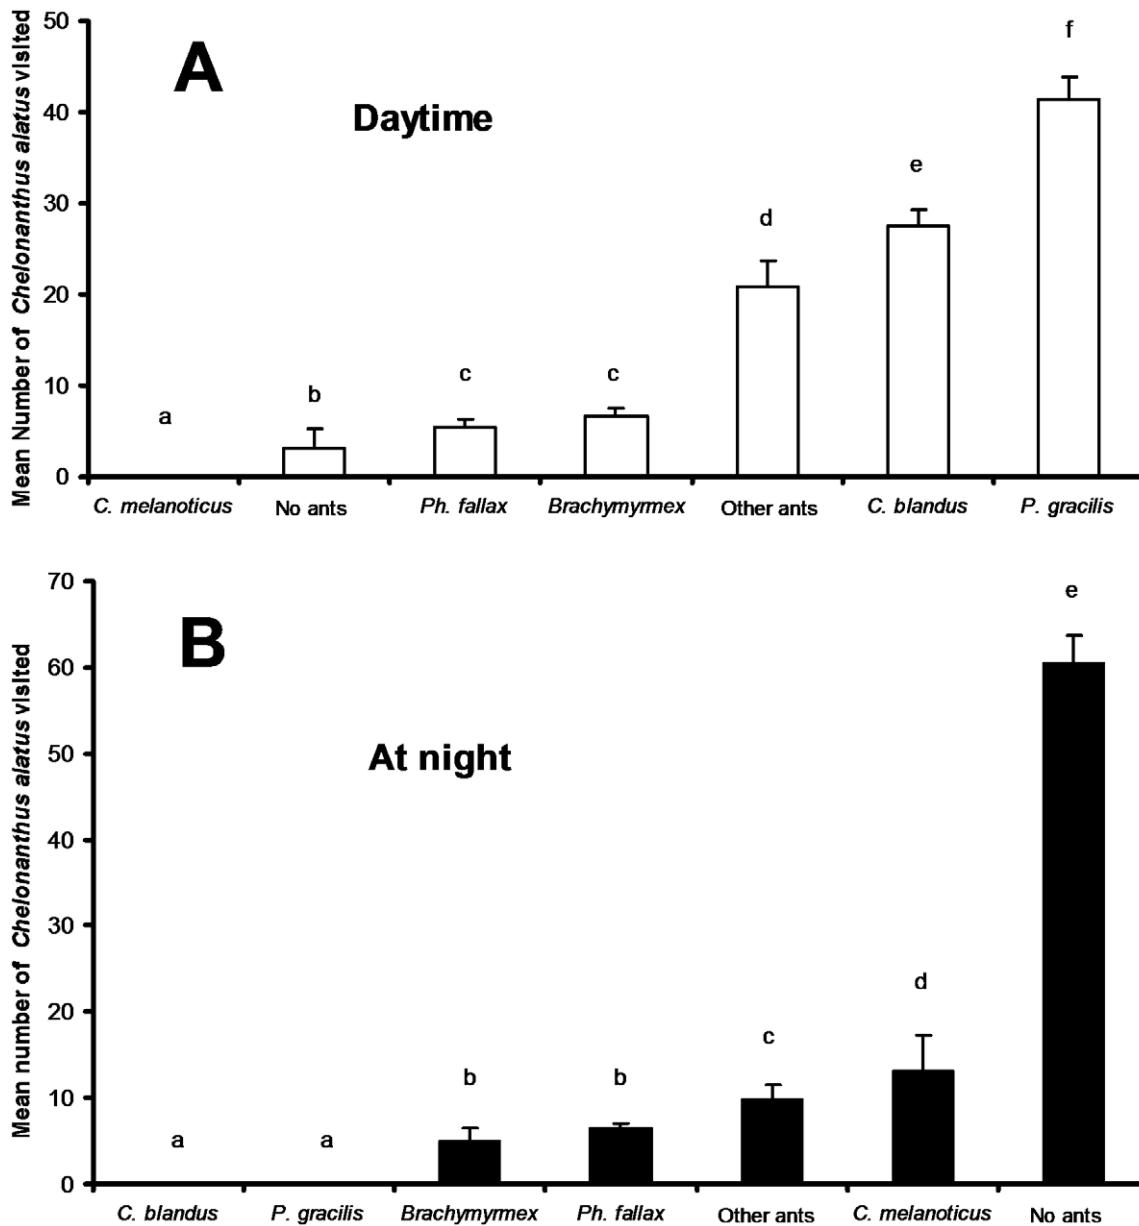 A
Daytime
Mean Number of Chelonanthus alatus visited
50
40
30
20
10
0
a
b
c
c
d
e
f
C. melanoticus No ants Ph. fallax Brachymyrmex Other ants C. blandus P. gracilis
B
At night
Mean number of Chelonanthus alatus visited
70
60
50
40
30
20
10
0
a
a
b
b
c
d
e
C. blandus P. gracilis Brachymyrmex Ph. fallax Other ants C. melanoticus No ants